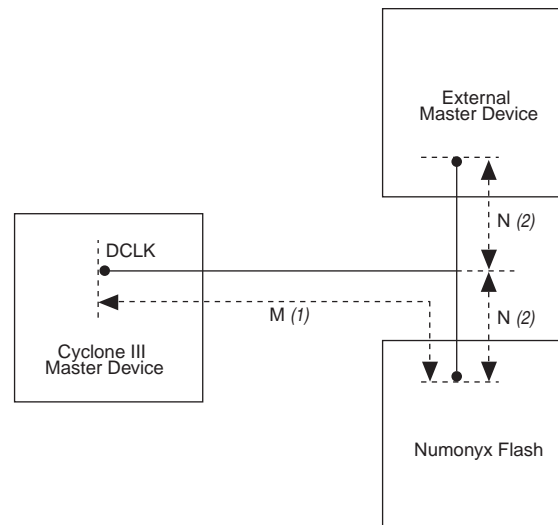 External
Master Device
N (2)
DCLK
M (1)
N (2)
Cyclone III
Master Device
Numonyx Flash